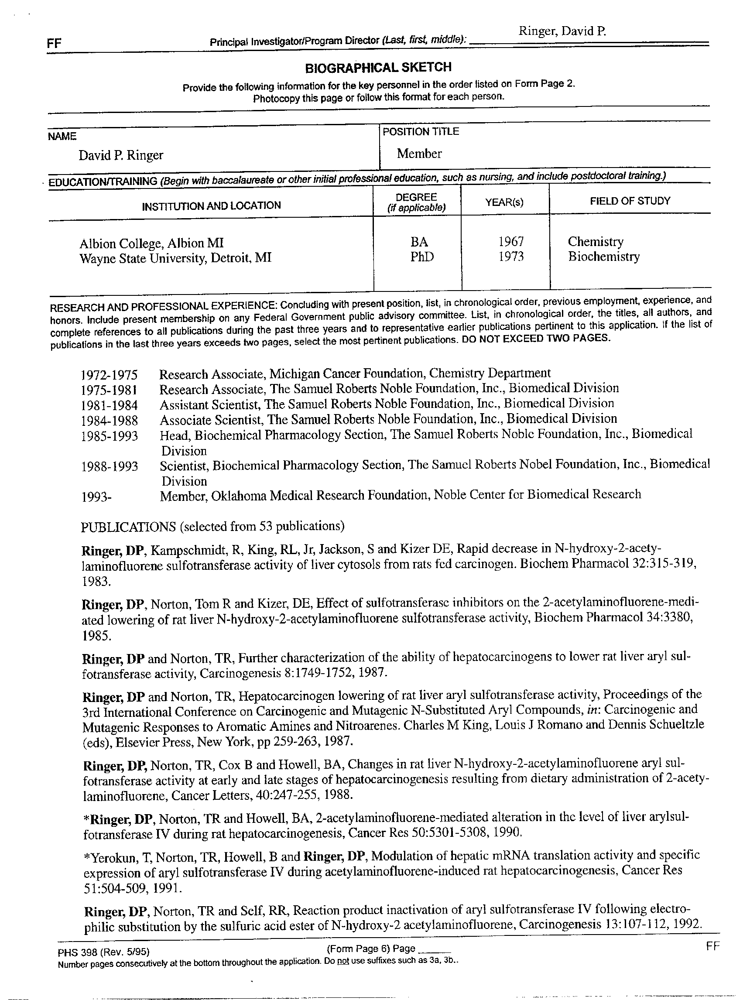 Ringer, David P.
FF Principal Investigator/Program Director (Last, first, middle):
BIOGRAPHICAL SKETCH
Provide the following information for the key personnel in the order listed on Form Page 2.
Photocopy this page or follow this format for each person.
NAME POSITION TITLE
David P. Ringer Member
EDUCATION/TRAINING (Begin with baccalaureate or other initial professional education, such as nursing, and include postdoctoral training.)
INSTITUTION AND LOCATION DEGREE (if applicable) YEAR(s) FIELD OF STUDY
Albion College, Albion MI BA 1967 Chemistry
Wayne State University, Detroit, MI PhD 1973 Biochemistry
RESEARCH AND PROFESSIONAL EXPERIENCE: Concluding with present position, list, in chronological order, previous employment, experience, and
honors. Include present membership on any Federal Government public advisory committee. List, in chronological order, the titles, all authors, and
complete references to all publications during the past three years and to representative earlier publications pertinent to this application. If the list of
publications in the last three years exceeds two pages, select the most pertinent publications. DO NOT EXCEED TWO PAGES.
1972-1975 Research Associate, Michigan Cancer Foundation, Chemistry Department
1975-1981 Research Associate, The Samuel Roberts Noble Foundation, Inc., Biomedical Division
1981-1984 Assistant Scientist, The Samuel Roberts Noble Foundation, Inc., Biomedical Division
1984-1988 Associate Scientist, The Samuel Roberts Noble Foundation, Inc., Biomedical Division
1985-1993 Head, Biochemical Pharmacology Section, The Samuel Roberts Noble Foundation, Inc., Biomedical
Division
1988-1993 Scientist, Biochemical Pharmacology Section, The Samuel Roberts Nobel Foundation, Inc., Biomedical
Division
1993- Member, Oklahoma Medical Research Foundation, Noble Center for Biomedical Research
PUBLICATIONS (selected from 53 publications)
Ringer, DP, Kampschmidt, R, King, RL, Jr, Jackson, S and Kizer DE, Rapid decrease in N-hydroxy-2-acety-
laminofluorene sulfotransferase activity of liver cytosols from rats fed carcinogen. Biochem Pharmacol 32:315-319,
1983.
Ringer, DP, Norton, Tom R and Kizer, DE, Effect of sulfotransferase inhibitors on the 2-acetylaminofluorene-medi-
ated lowering of rat liver N-hydroxy-2-acetylaminofluorene sulfotransferase activity, Biochem Pharmacol 34:3380,
1985.
Ringer, DP and Norton, TR, Further characterization of the ability of hepatocarcinogens to lower rat liver aryl sul-
fotransferase activity, Carcinogenesis 8:1749-1752, 1987.
Ringer, DP and Norton, TR, Hepatocarcinogen lowering of rat liver aryl sulfotransferase activity, Proceedings of the
3rd International Conference on Carcinogenic and Mutagenic N-Substituted Aryl Compounds, in: Carcinogenic and
Mutagenic Responses to Aromatic Amines and Nitroarenes. Charles M King, Louis J Romano and Dennis Schueltzle
(eds), Elsevier Press, New York, pp 259-263, 1987.
Ringer, DP, Norton, TR, Cox B and Howell, BA, Changes in rat liver N-hydroxy-2-acetylaminofluorene aryl sul-
fotransferase activity at early and late stages of hepatocarcinogenesis resulting from dietary administration of 2-acety-
laminofluorene, Cancer Letters, 40:247-255, 1988.
*Ringer, DP, Norton, TR and Howell, BA, 2-acetylaminofluorene-mediated alteration in the level of liver arylsul-
fotransferase IV during rat hepatocarcinogenesis, Cancer Res 50:5301-5308, 1990.
*Yerokun, T, Norton, TR, Howell, B and Ringer, DP, Modulation of hepatic mRNA translation activity and specific
expression of aryl sulfotransferase IV during acetylaminofluorene-induced rat hepatocarcinogenesis, Cancer Res
51:504-509, 1991.
Ringer, DP, Norton, TR and Self, RR, Reaction product inactivation of aryl sulfotransferase IV following electro-
philic substitution by the sulfuric acid ester of N-hydroxy-2 acetylaminofluorene, Carcinogenesis 13:107-112, 1992.
PHS 398 (Rev. 5/95) (Form Page 6) Page FF
Number pages consecutively at the bottom throughout the application. Do not use suffixes such as 3a, 3b..